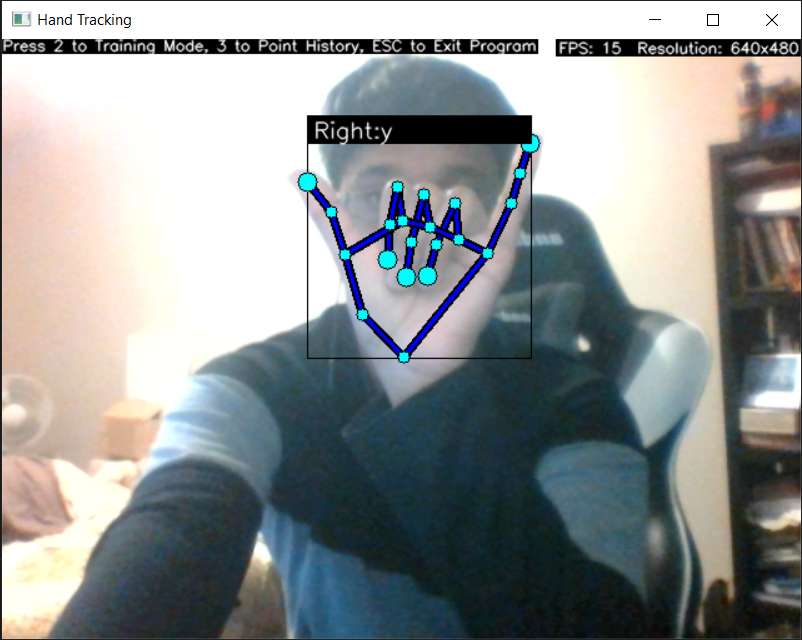 Hand Tracking
Press 2 to Training Mode, 3 to Point History, ESC to Exit Program
FPS: 15 Resolution: 640x480
Right:y